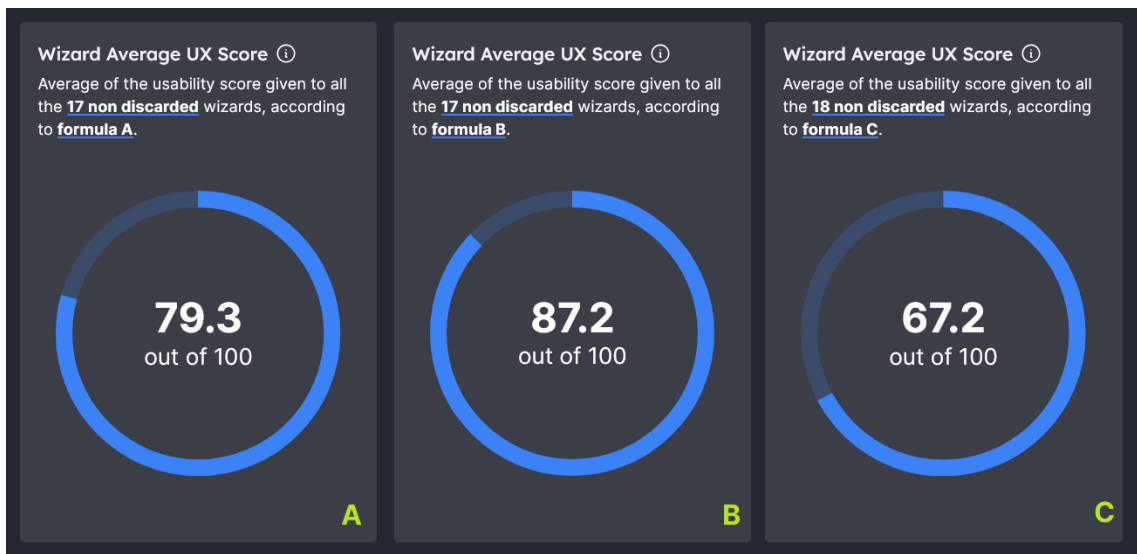 Wizard Average UX Score
Average of the usability score given to all
the 17 non discarded wizards, according
to formula A.
79.3
out of 100
A
Wizard Average UX Score
Average of the usability score given to all
the 17 non discarded wizards, according
to formula B.
87.2
out of 100
B
Wizard Average UX Score
Average of the usability score given to all
the 18 non discarded wizards, according
to formula C.
67.2
out of 100
C